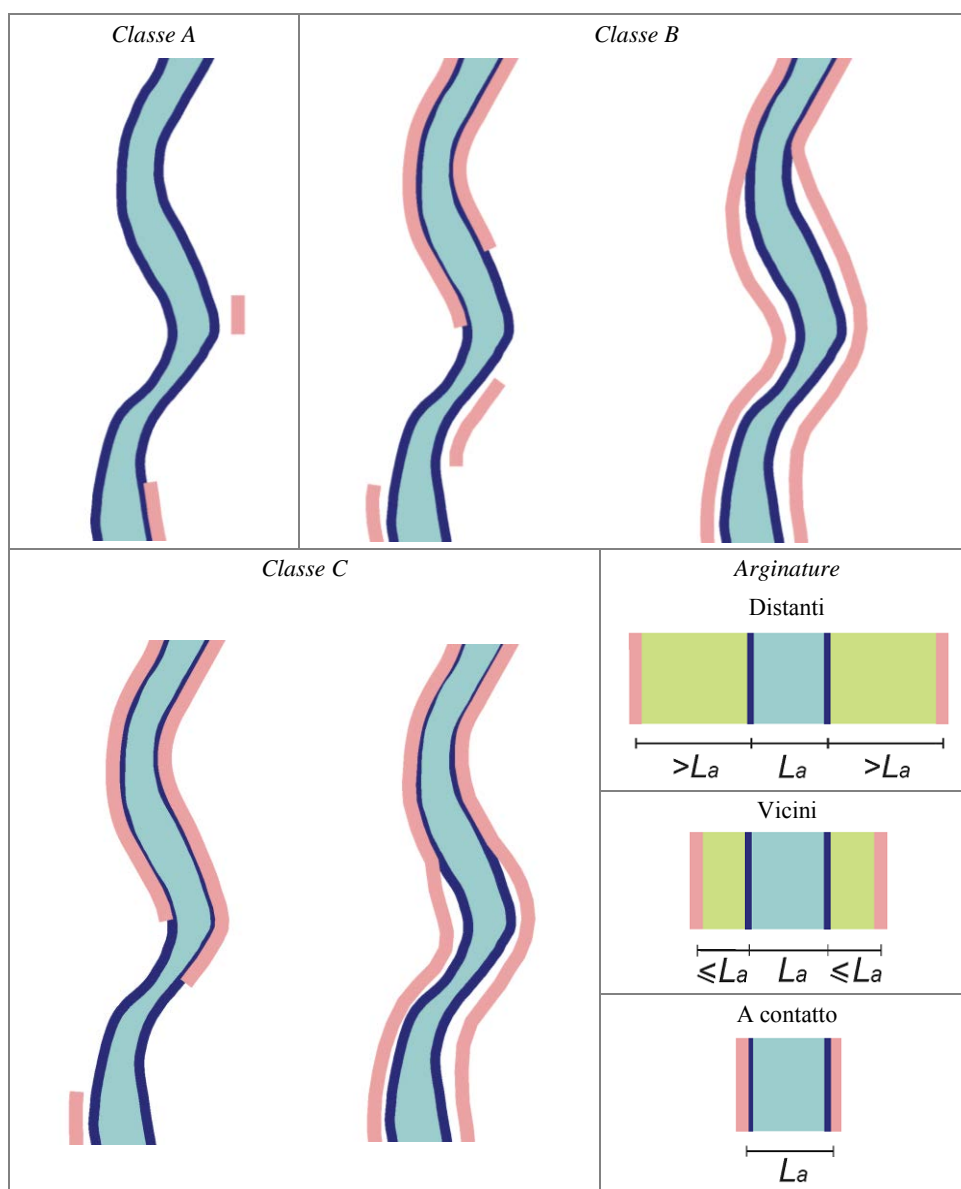 Classe A
Classe B
Classe C
Arginature
Distanti
>La La >La
Vicini
≤La La ≤La
A contatto
La